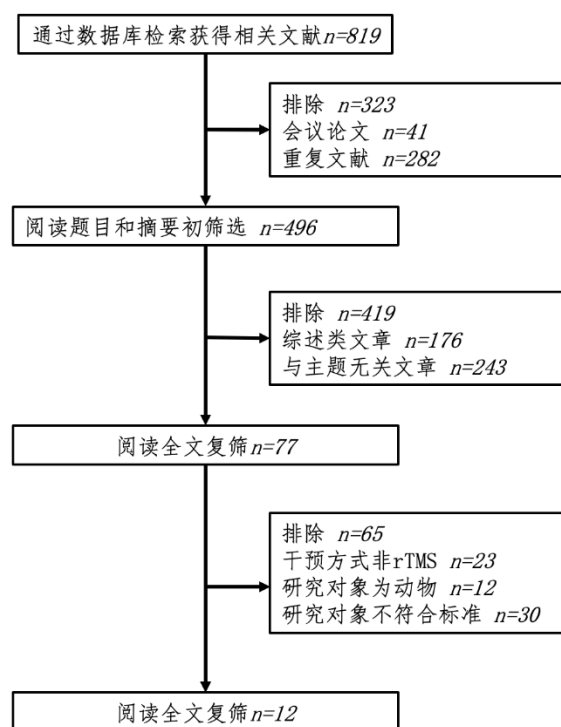 通过数据库检索获得相关文献n=819
排除 n=323
会议论文 n=41
重复文献 n=282
阅读题目和摘要初筛选 n=496
排除 n=419
综述类文章 n=176
与主题无关文章 n=243
阅读全文复筛n=77
排除 n=65
干预方式非rTMS n=23
研究对象为动物 n=12
研究对象不符合标准 n=30
阅读全文复筛n=12